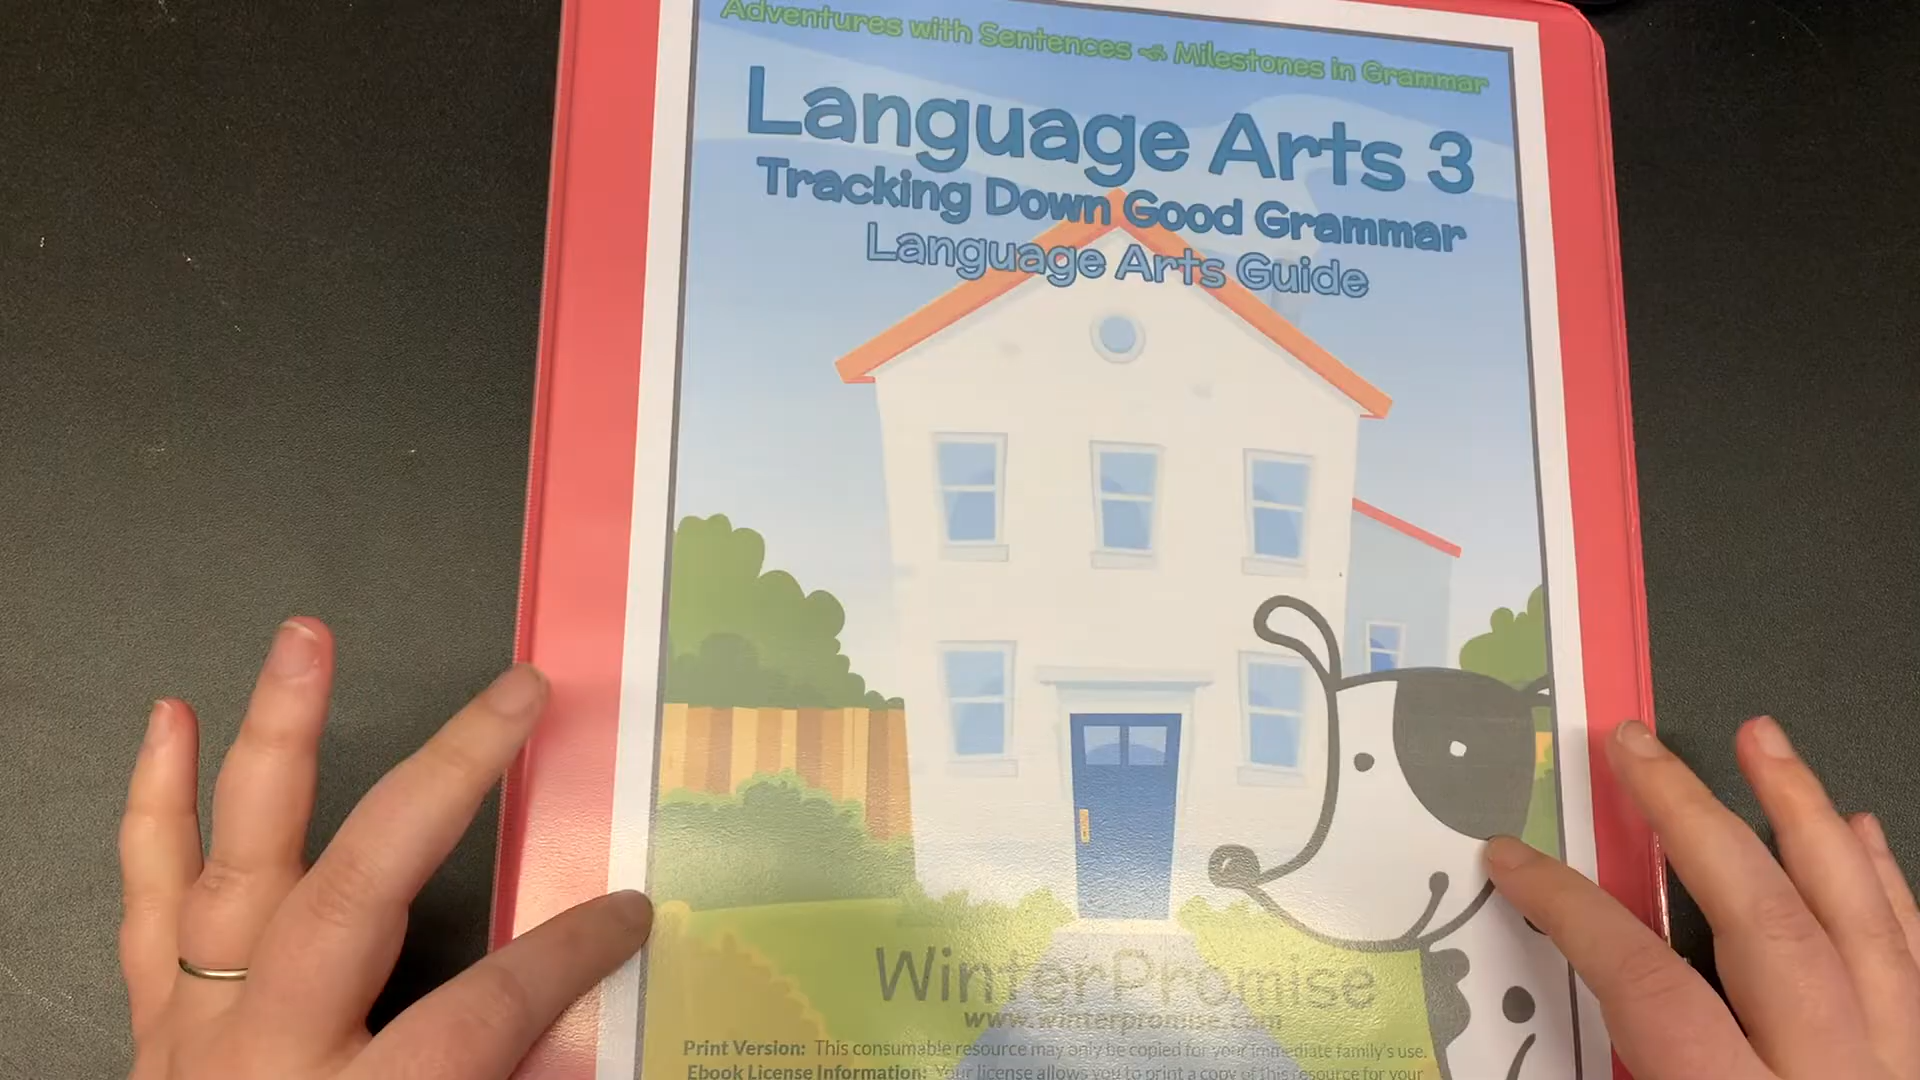 Adventures with Sentences Milestones in Grammar
Language Arts 3
Tracking Down Good Grammar
Language Arts Guide
WinterPromise
www.winterpromise.com
Print Version: This consumable resource may only be copied for your immediate family's use.
Ebook License Information: Your license allows you to print a copy of this resource for your